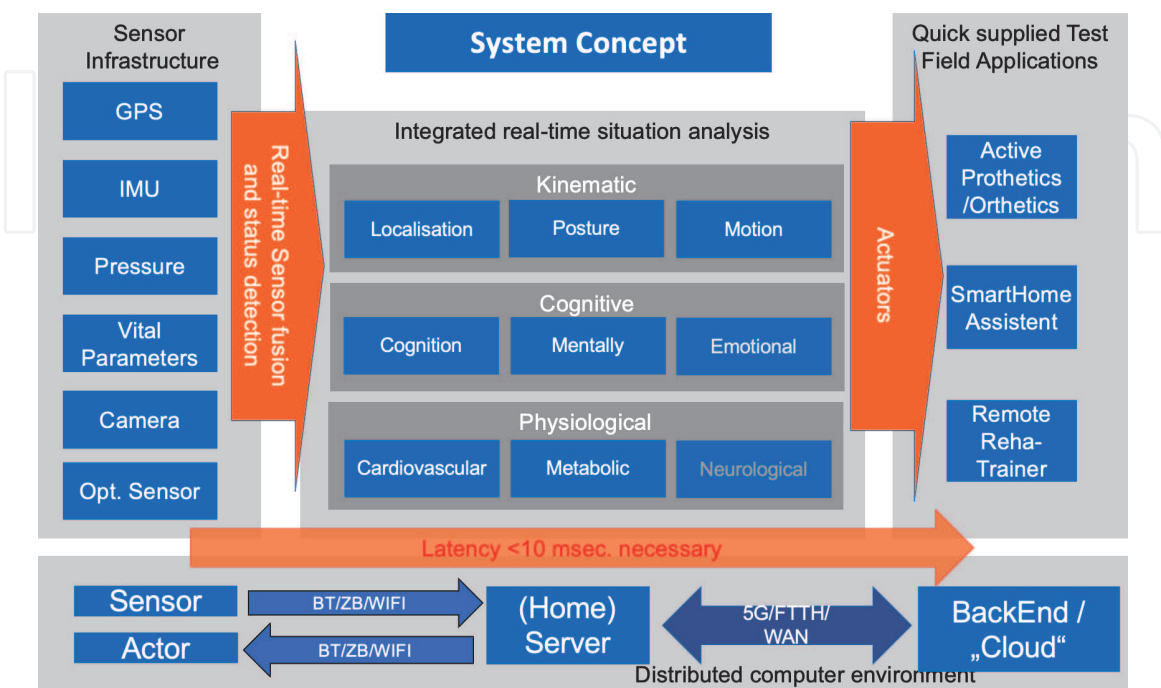 System Concept
Sensor
Infrastructure
GPS
IMU
Pressure
Vital
Parameters
Camera
Opt. Sensor
Real-time Sensor fusion
and status detection
Integrated real-time situation analysis
Kinematic
Localisation
Posture
Motion
Cognitive
Cognition
Mentally
Emotional
Physiological
Cardiovascular
Metabolic
Neurological
Actuators
Quick supplied Test
Field Applications
Active
Prothetics
/Orthetics
SmartHome
Assistent
Remote
Reha-
Trainer
Latency <10 msec. necessary
Sensor
BT/ZB/WIFI
Actor
BT/ZB/WIFI
(Home)
Server
5G/FTTH/
WAN
BackEnd /
„Cloud“
Distributed computer environment